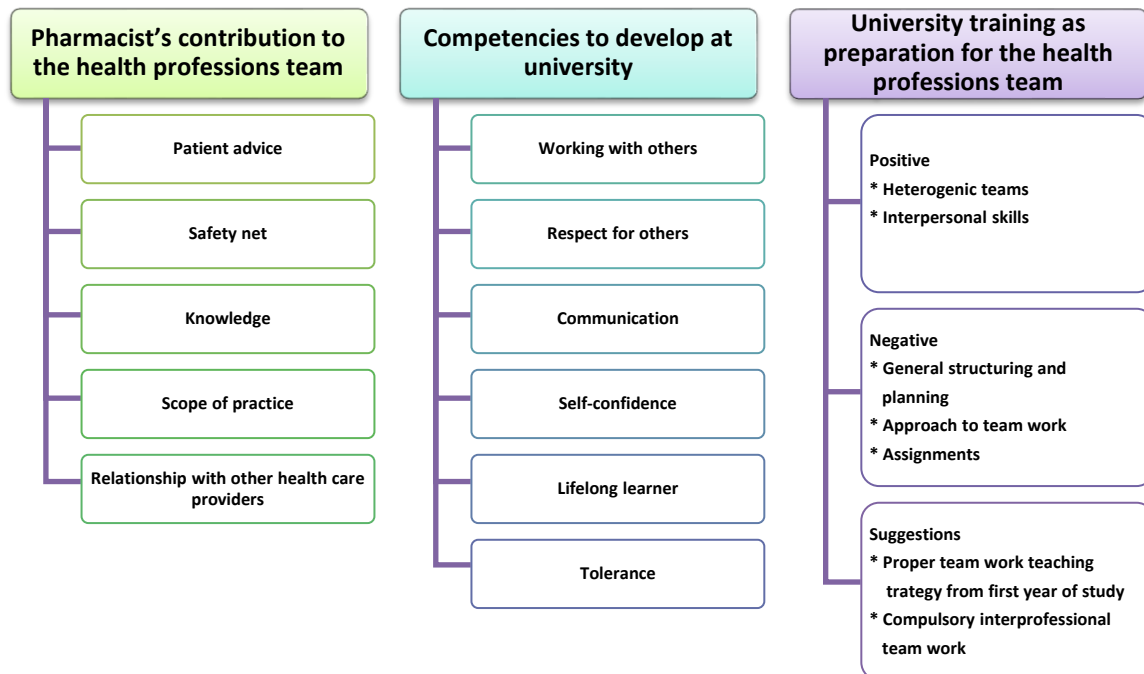 Pharmacist's contribution to
the health professions team
Patient advice
Safety net
Knowledge
Scope of practice
Relationship with other health care
providers
Competencies to develop at
university
Working with others
Respect for others
Communication
Self-confidence
Lifelong learner
Tolerance
University training as
preparation for the health
professions team
Positive
* Heterogenic teams
* Interpersonal skills
Negative
* General structuring and
planning
* Approach to team work
* Assignments
Suggestions
* Proper team work teaching
trategy from first year of study
* Compulsory interprofessional
team work